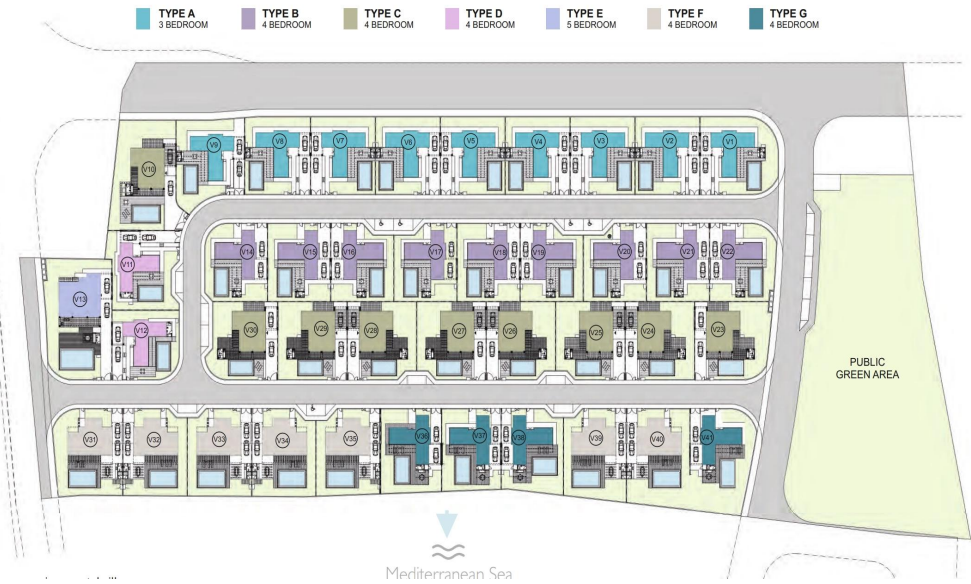 TYPE A
3 BEDROOM
TYPE B
4 BEDROOM
TYPE C
4 BEDROOM
TYPE D
4 BEDROOM
TYPE E
5 BEDROOM
TYPE F
4 BEDROOM
TYPE G
4 BEDROOM
V9
V8
V7
V6
V5
V4
V3
V2
V1
V10
V14
V15
V16
V17
V18
V19
V20
V21
V22
V11
V13
V12
V30
V29
V28
V27
V26
V25
V24
V23
PUBLIC
GREEN AREA
V31
V32
V33
V34
V35
V36
V37
V38
V39
V40
V41
Mediterranean Sea